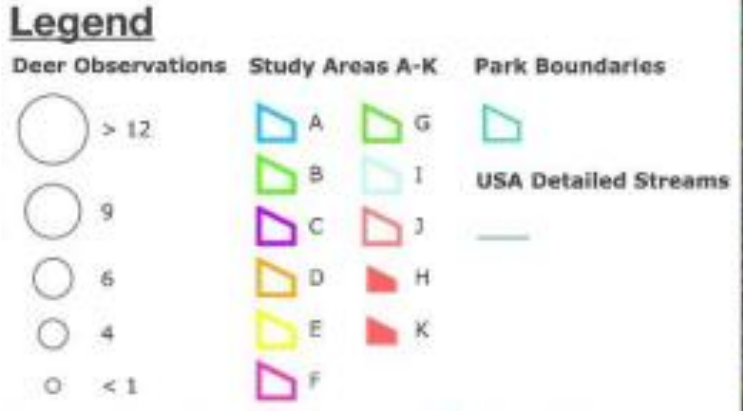 Legend
Deer Observations
> 12
9
6
4
< 1
Study Areas A-K
A
B
C
D
E
F
G
I
J
H
K
Park Boundaries
USA Detailed Streams